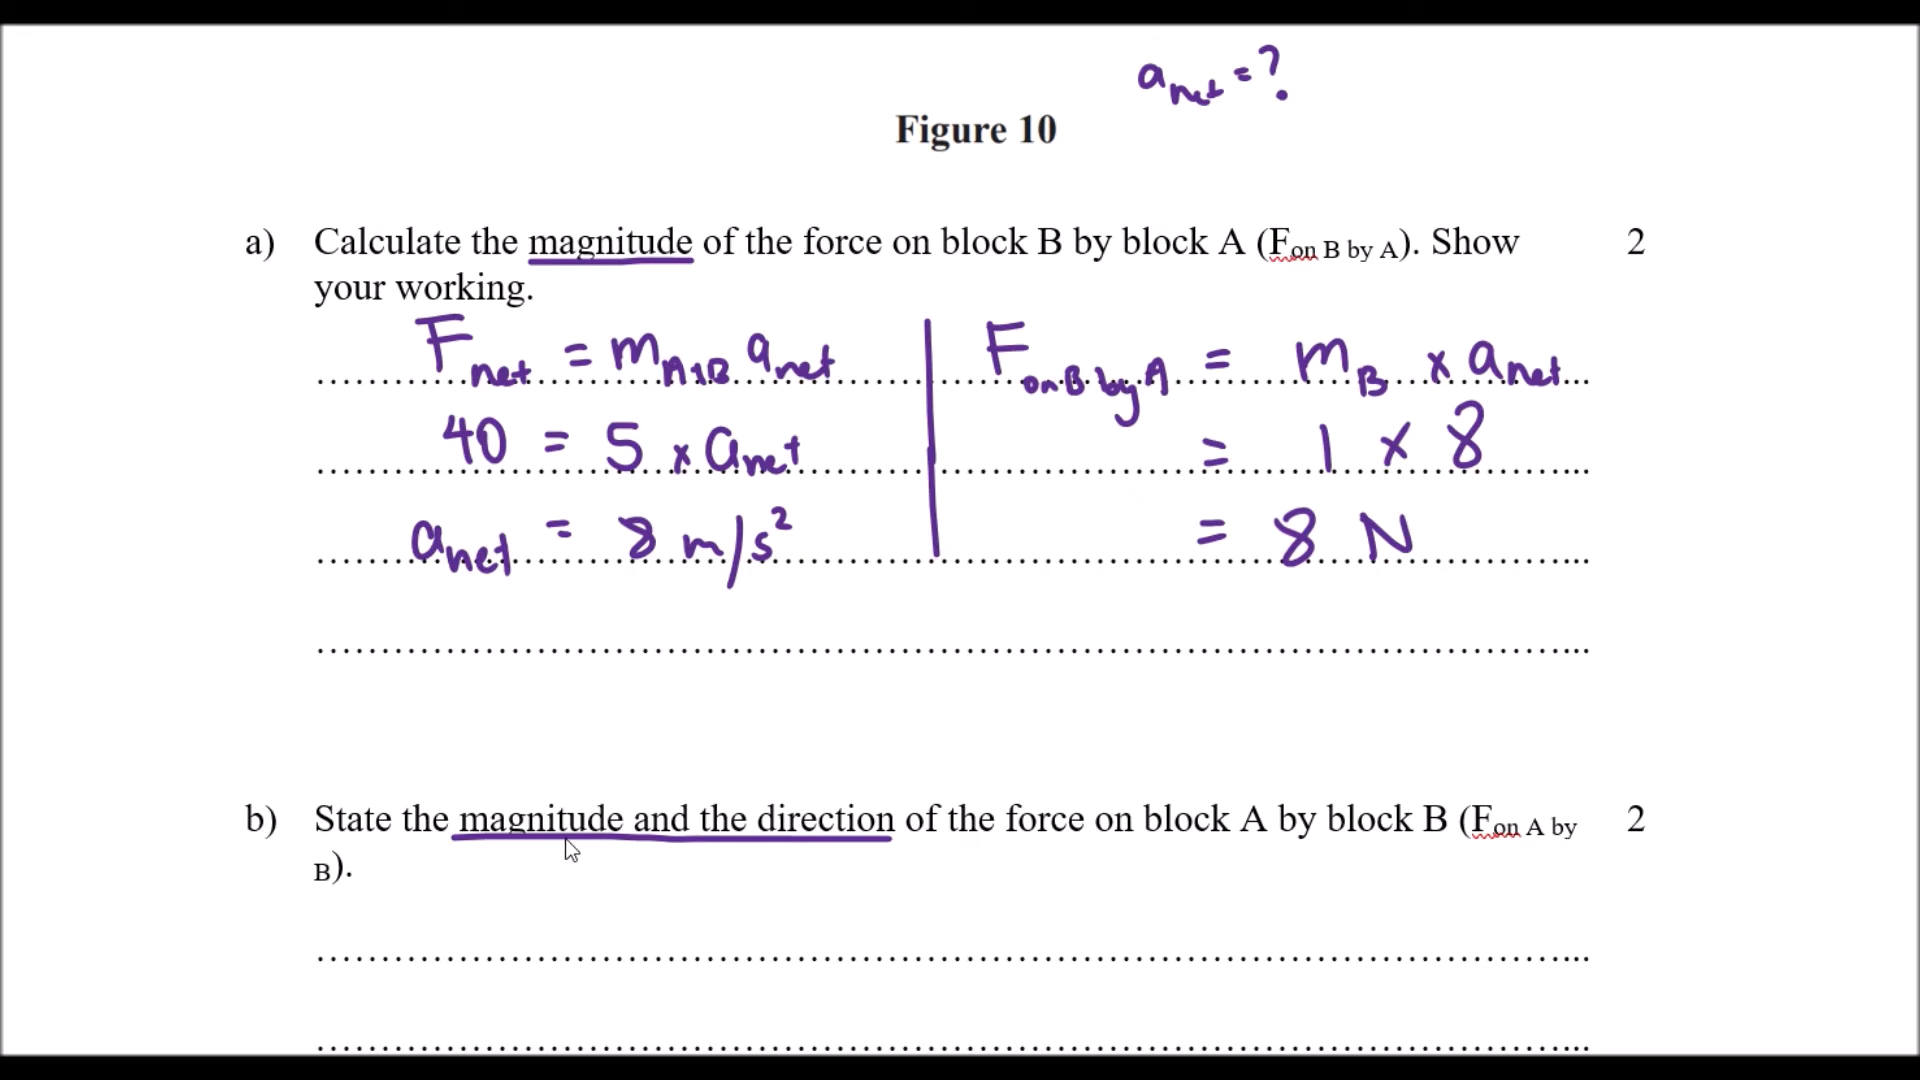 a_net = ?
Figure 10
a) Calculate the magnitude of the force on block B by block A (F_on B by A). Show 2
your working.
F_net = m_A+B a_net
40 = 5 x a_net
a_net = 8 m/s²
F_on B by A = m_B x a_net
= 1 x 8
= 8 N
b) State the magnitude and the direction of the force on block A by block B (F_on A by 2
B).